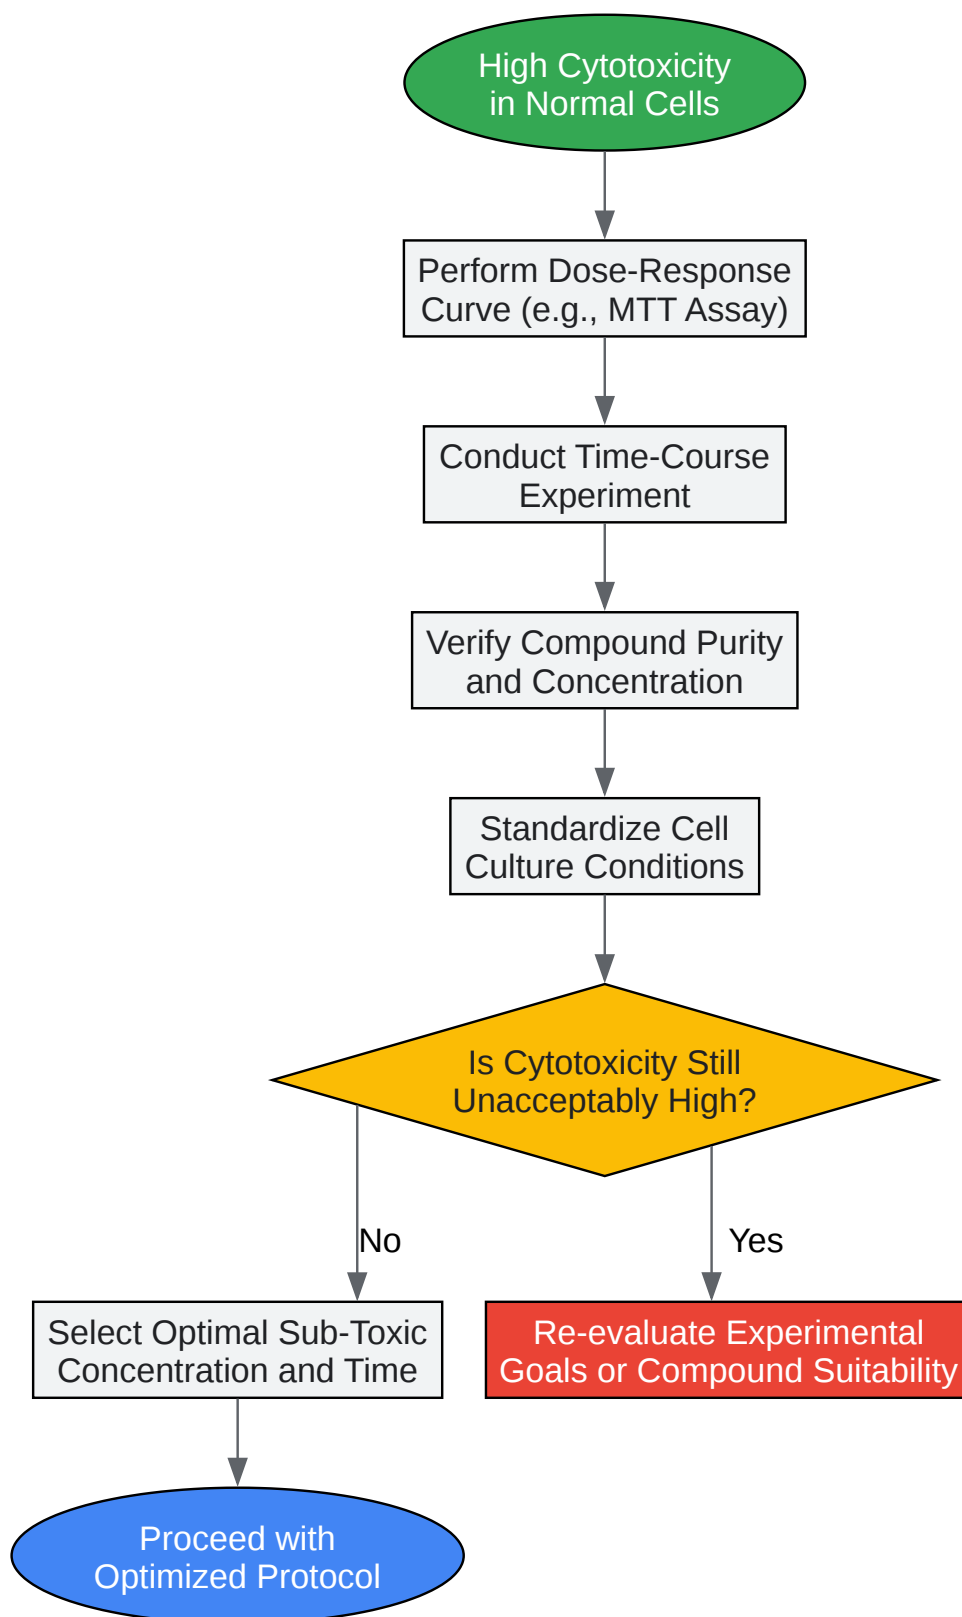 High Cytotoxicity
in Normal Cells
Perform Dose-Response
Curve (e.g., MTT Assay)
Conduct Time-Course
Experiment
Verify Compound Purity
and Concentration
Standardize Cell
Culture Conditions
Is Cytotoxicity Still
Unacceptably High?
No
Yes
Select Optimal Sub-Toxic
Concentration and Time
Re-evaluate Experimental
Goals or Compound Suitability
Proceed with
Optimized Protocol